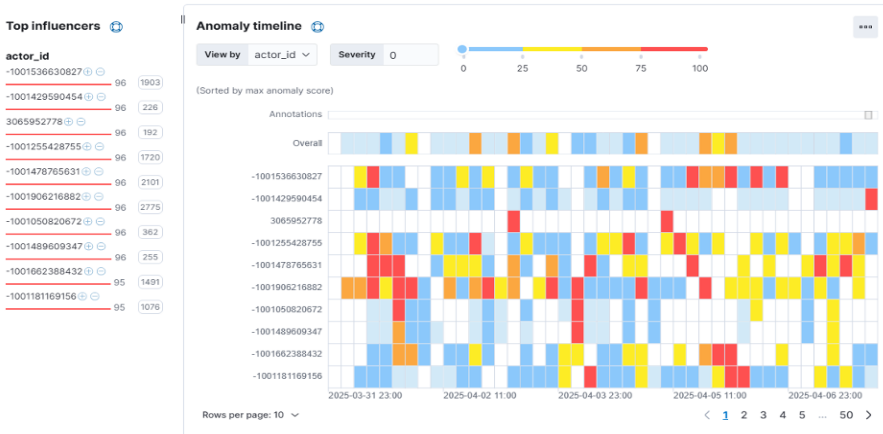 Top influencers
actor_id
-1001536630827
96 1903
-1001429590454
96 226
3065952778
96 192
-1001255428755
96 1720
-1001478765631
96 2101
-1001906216882
96 2775
-1001050820672
96 362
-1001489609347
96 255
-1001662388432
95 1491
-1001181169156
95 1076
Anomaly timeline
View by actor_id Severity 0
0 25 50 75 100
(Sorted by max anomaly score)
Annotations
Overall
-1001536630827
-1001429590454
3065952778
-1001255428755
-1001478765631
-1001906216882
-1001050820672
-1001489609347
-1001662388432
-1001181169156
2025-03-31 23:00 2025-04-02 11:00 2025-04-03 23:00 2025-04-05 11:00 2025-04-06 23:00
Rows per page: 10
1 2 3 4 5 ... 50